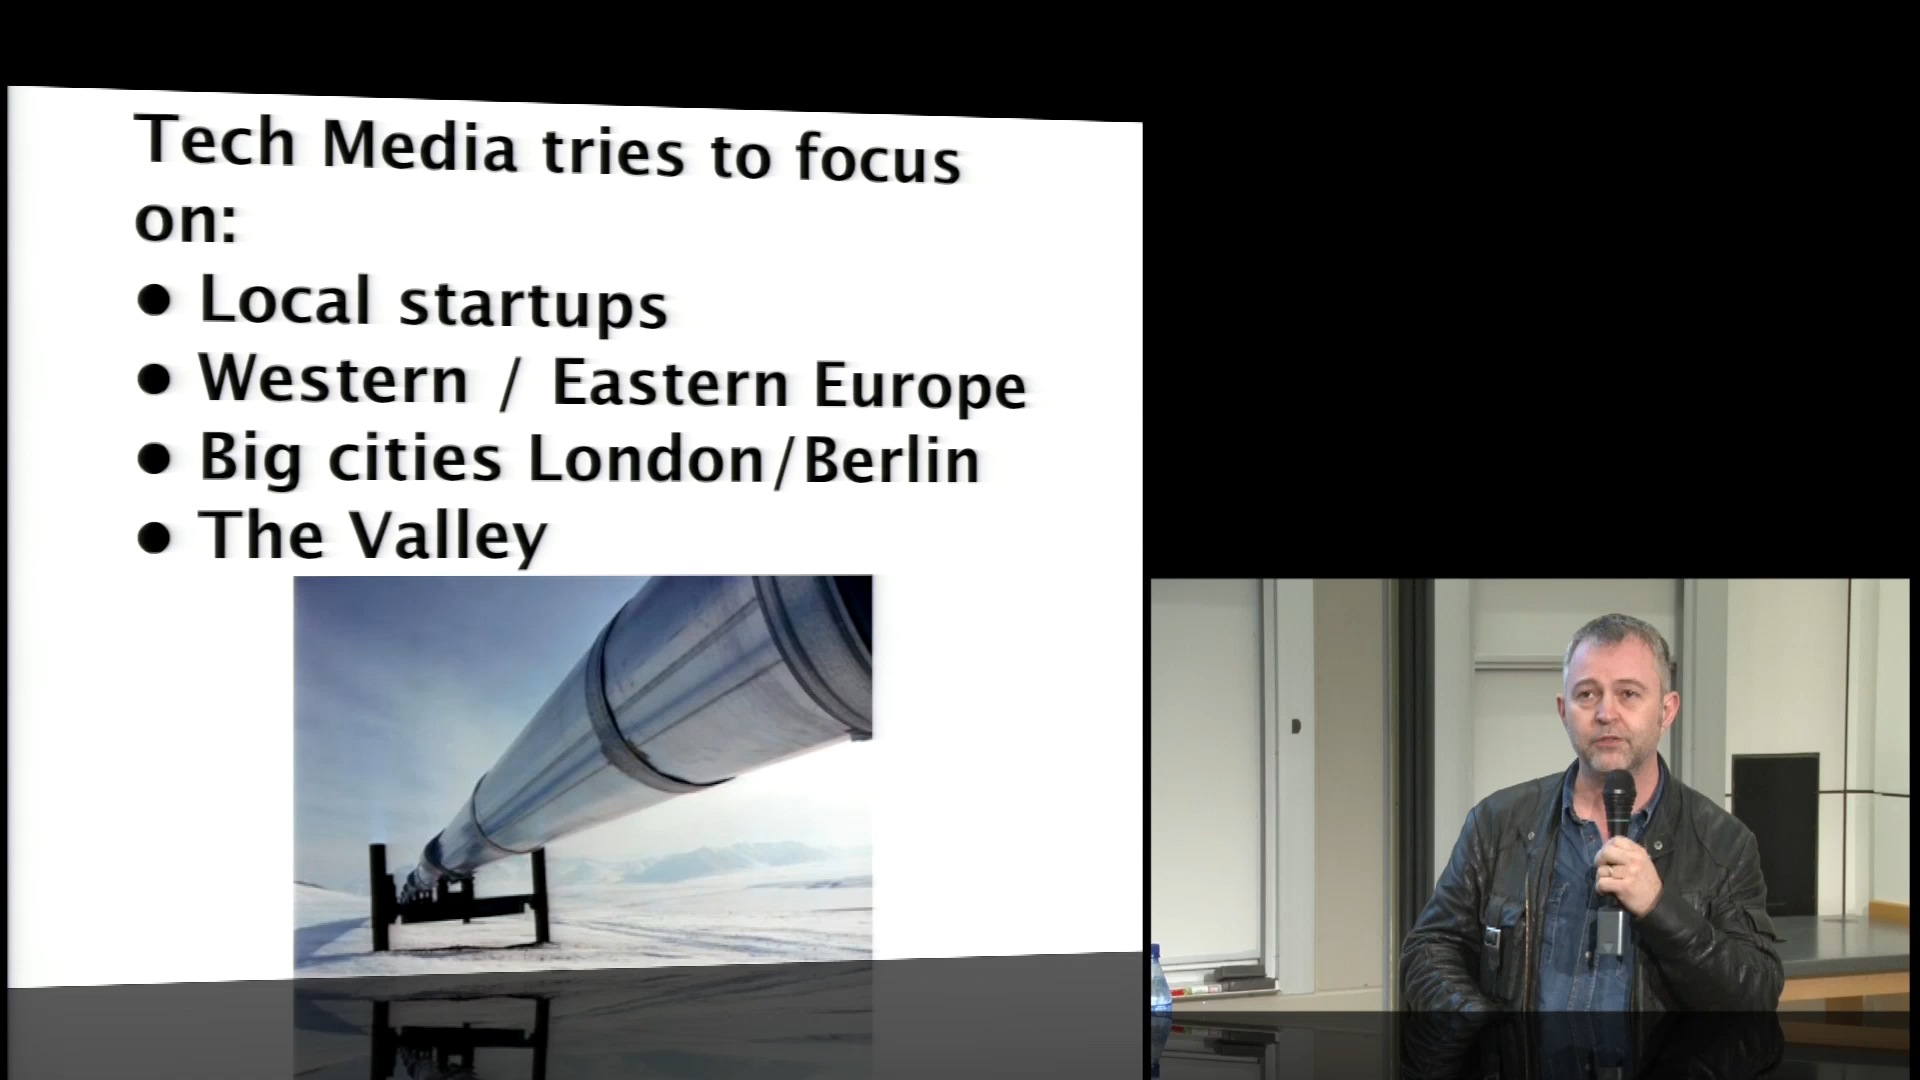 Tech Media tries to focus
on:
● Local startups
● Western / Eastern Europe
● Big cities London/Berlin
● The Valley